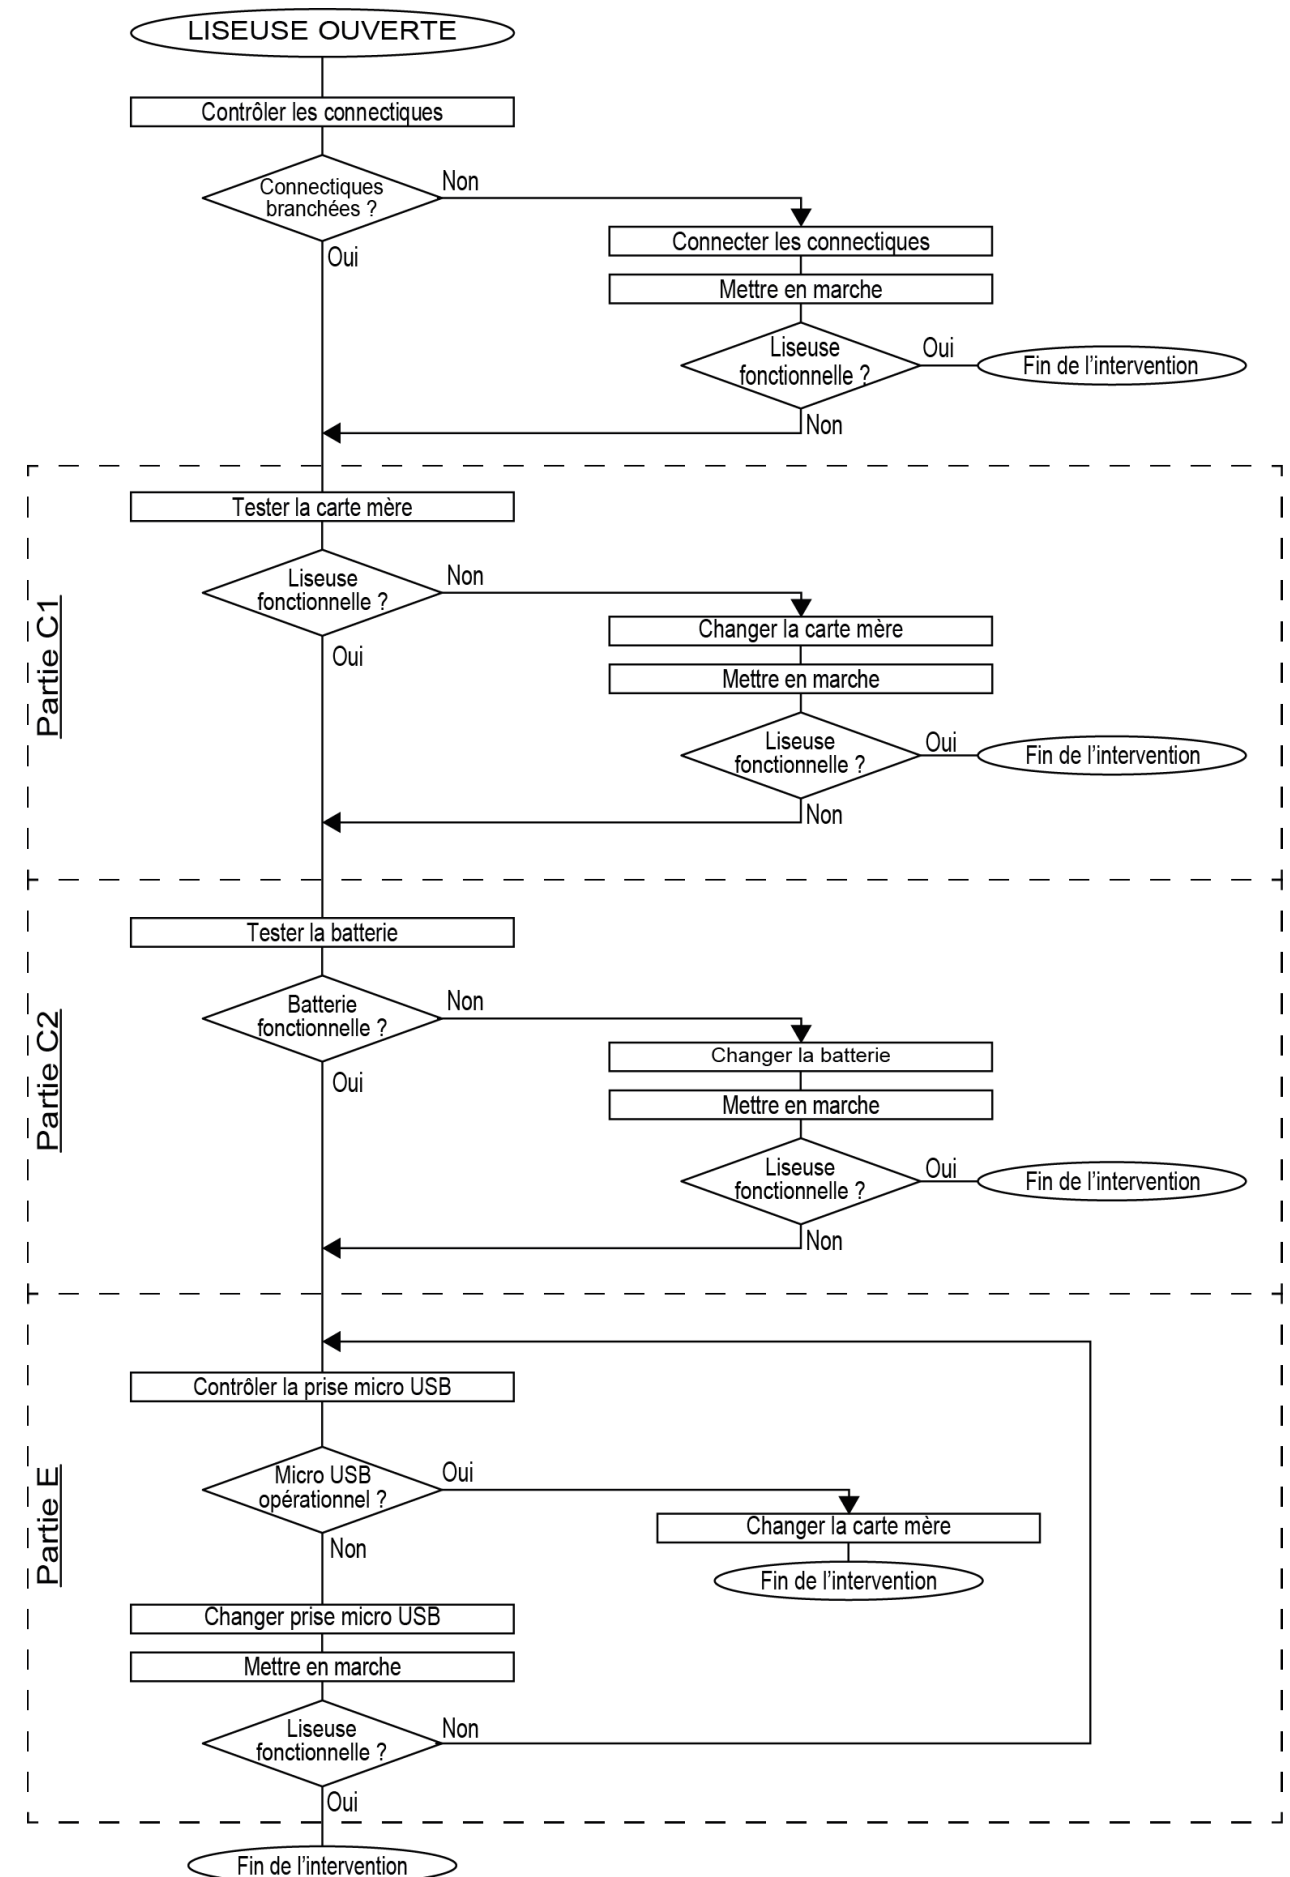 LISEUSE OUVERTE
Contrôler les connectiques
Connectiques
branchées ?
Non
Oui
Connecter les connectiques
Mettre en marche
Liseuse
fonctionnelle ?
Oui
Fin de l'intervention
Non
Partie C1
Tester la carte mère
Liseuse
fonctionnelle ?
Non
Oui
Changer la carte mère
Mettre en marche
Liseuse
fonctionnelle ?
Oui
Fin de l'intervention
Non
Partie C2
Tester la batterie
Batterie
fonctionnelle ?
Non
Oui
Changer la batterie
Mettre en marche
Liseuse
fonctionnelle ?
Oui
Fin de l'intervention
Non
Partie E
Contrôler la prise micro USB
Micro USB
opérationnel ?
Oui
Non
Changer la carte mère
Fin de l'intervention
Changer prise micro USB
Mettre en marche
Liseuse
fonctionnelle ?
Non
Oui
Fin de l'intervention